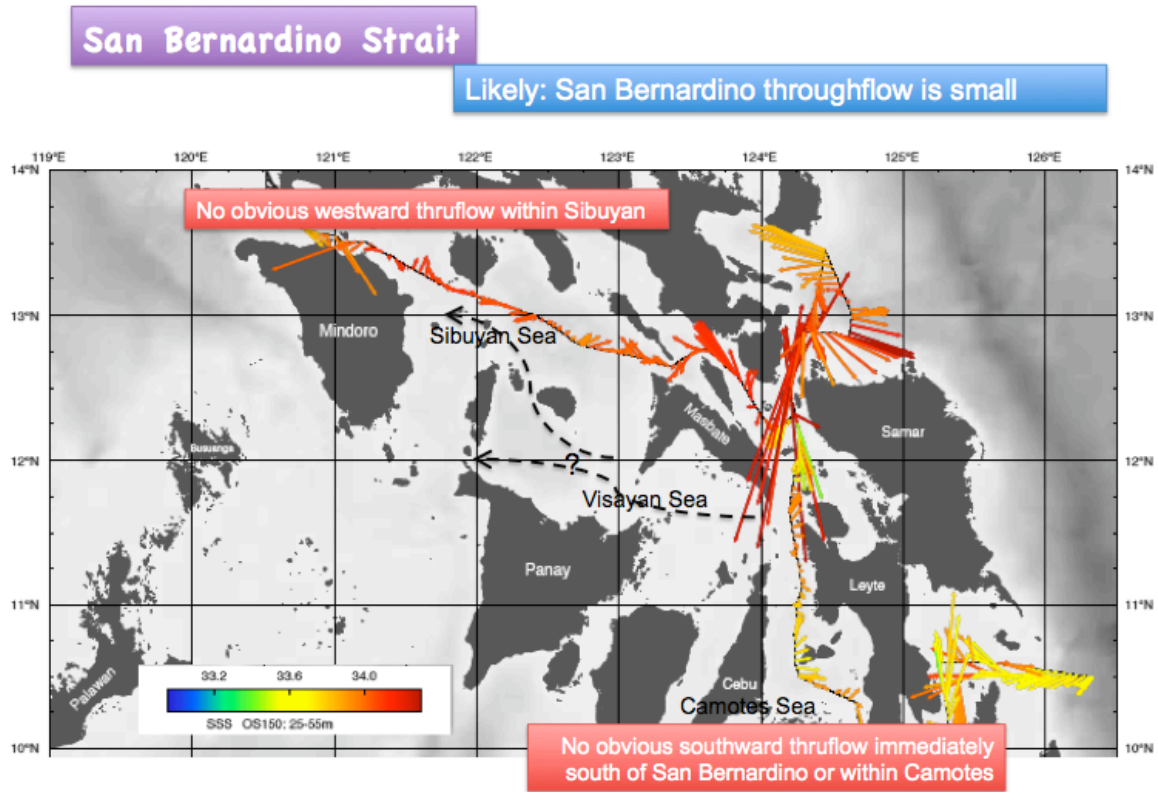 San Bernardino Strait
Likely: San Bernardino throughflow is small
119°E 120°E 121°E 122°E 123°E 124°E 125°E 126°E
14°N 14°N
No obvious westward thruflow within Sibuyan
13°N 13°N
Mindoro
Sibuyan Sea
Masbate
Samar
Busuanga
12°N ? 12°N
Visayan Sea
Panay
Leyte
11°N 11°N
Palawan
33.2 33.6 34.0
SSS OS150: 25-55m
Cebu
Camotes Sea
10°N 10°N
No obvious southward thruflow immediately
south of San Bernardino or within Camotes